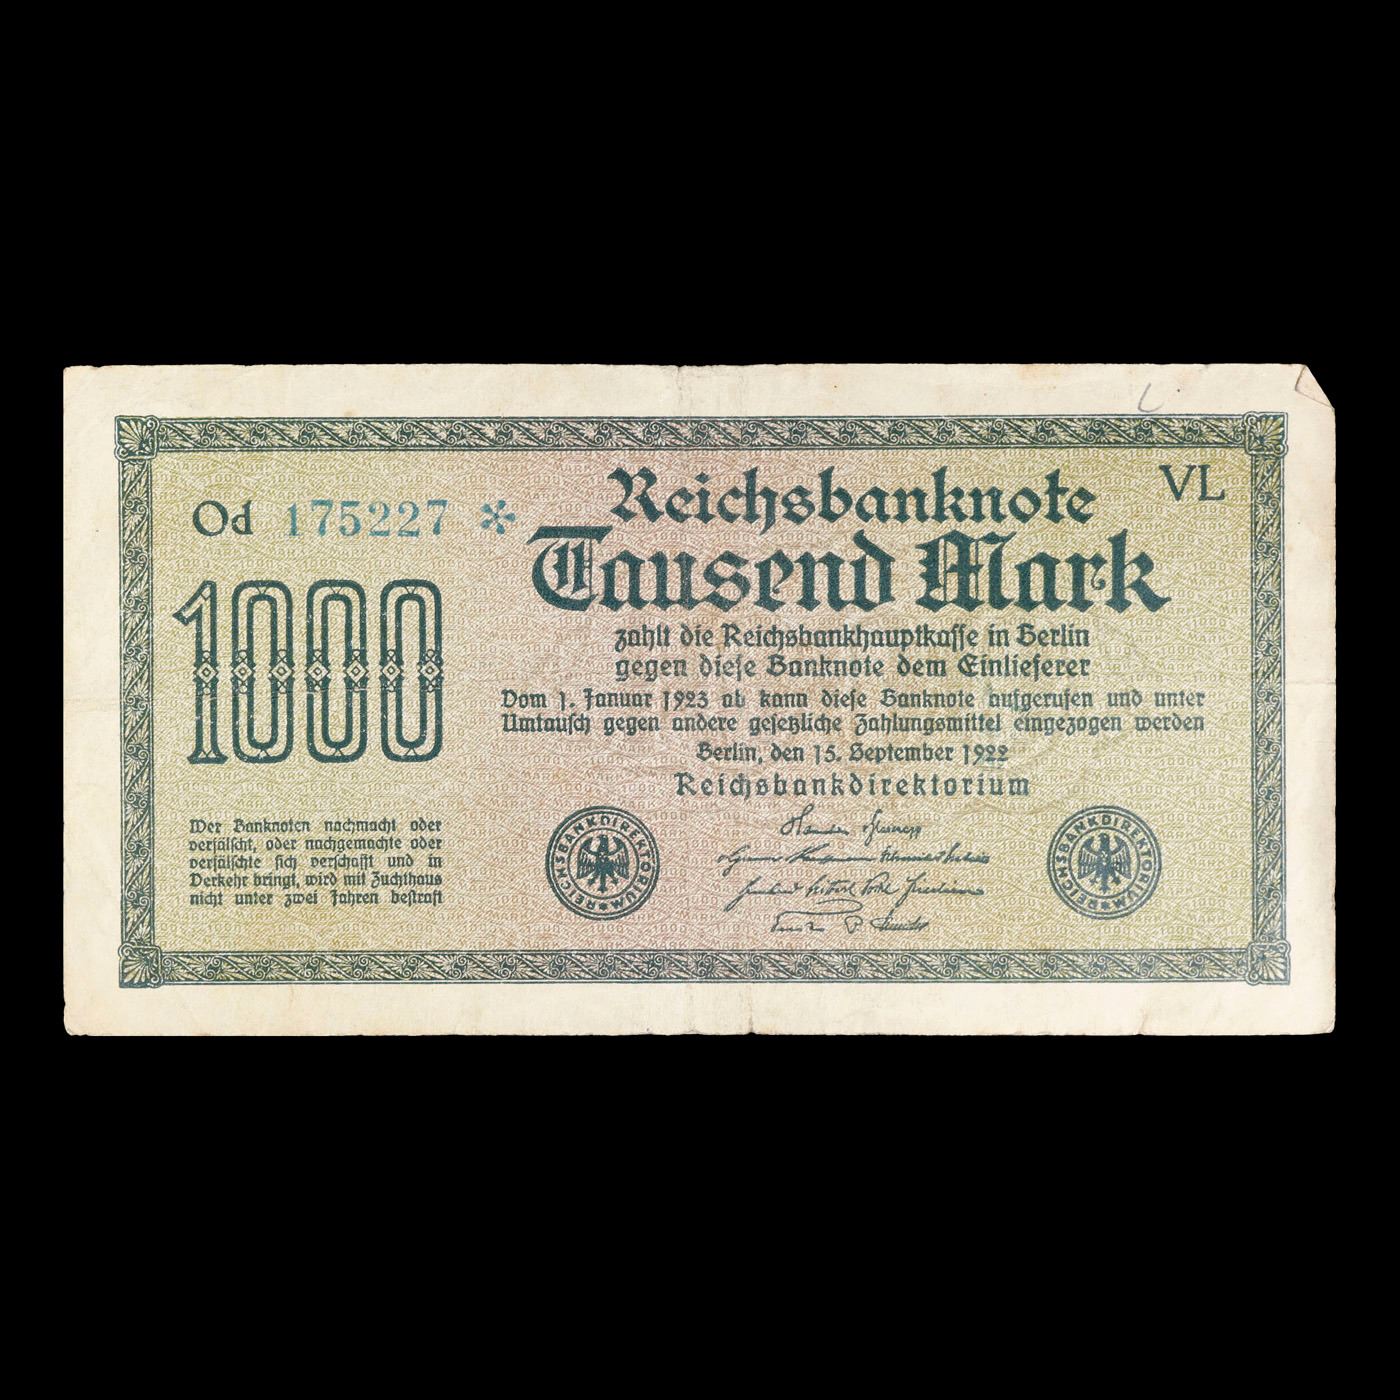 Reichsbanknote
VL
Od 175227 *
Tausend Mark
1000
zahlt die Reichsbankhauptkasse in Berlin
gegen diese Banknote dem Einlieferer
Vom 1. Januar 1923 ab kann diese Banknote aufgerufen und unter
Umtausch gegen andere gesetzliche Zahlungsmittel eingezogen werden
Berlin, den 15. September 1922
Reichsbankdirektorium
Wer Banknoten nachmacht oder
verfälscht, oder nachgemachte oder
verfälschte sich verschafft und in
Verkehr bringt, wird mit Zuchthaus
nicht unter zwei Jahren bestraft
REICHSBANKDIREKTORIUM
REICHSBANKDIREKTORIUM